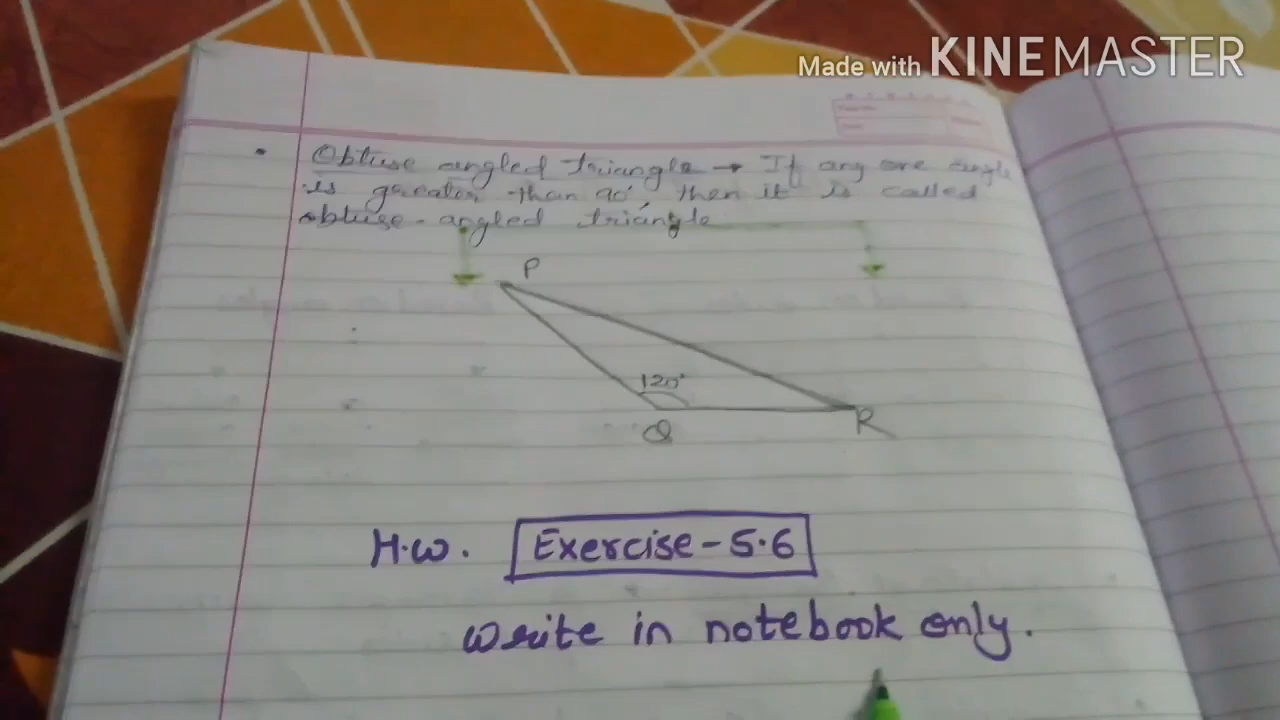 Made with KINEMASTER
• Obtuse angled triangle → If any one angle
is greater than 90°, then it is called
obtuse-angled triangle
P
120°
Q
R
H.W. Exercise-5.6
Write in notebook only.